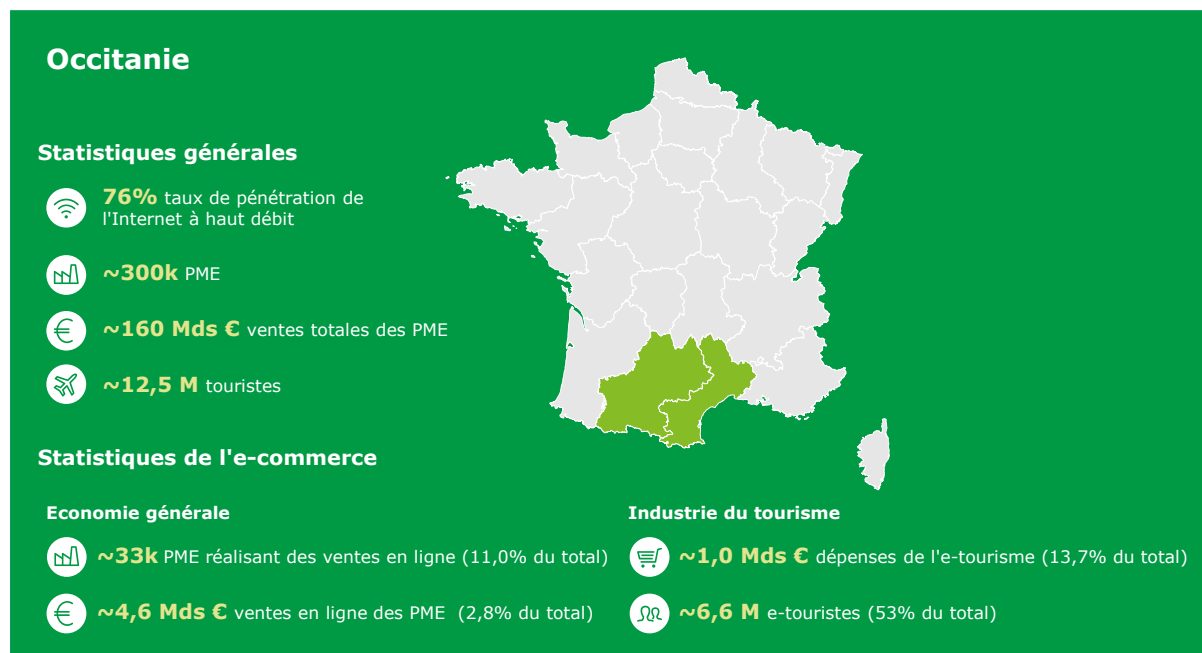 Occitanie
Statistiques générales
76% taux de pénétration de
l'Internet à haut débit
~300k PME
~160 Mds € ventes totales des PME
~12,5 M touristes
Statistiques de l'e-commerce
Economie générale
~33k PME réalisant des ventes en ligne (11,0% du total)
~4,6 Mds € ventes en ligne des PME (2,8% du total)
Industrie du tourisme
~1,0 Mds € dépenses de l'e-tourisme (13,7% du total)
~6,6 M e-touristes (53% du total)